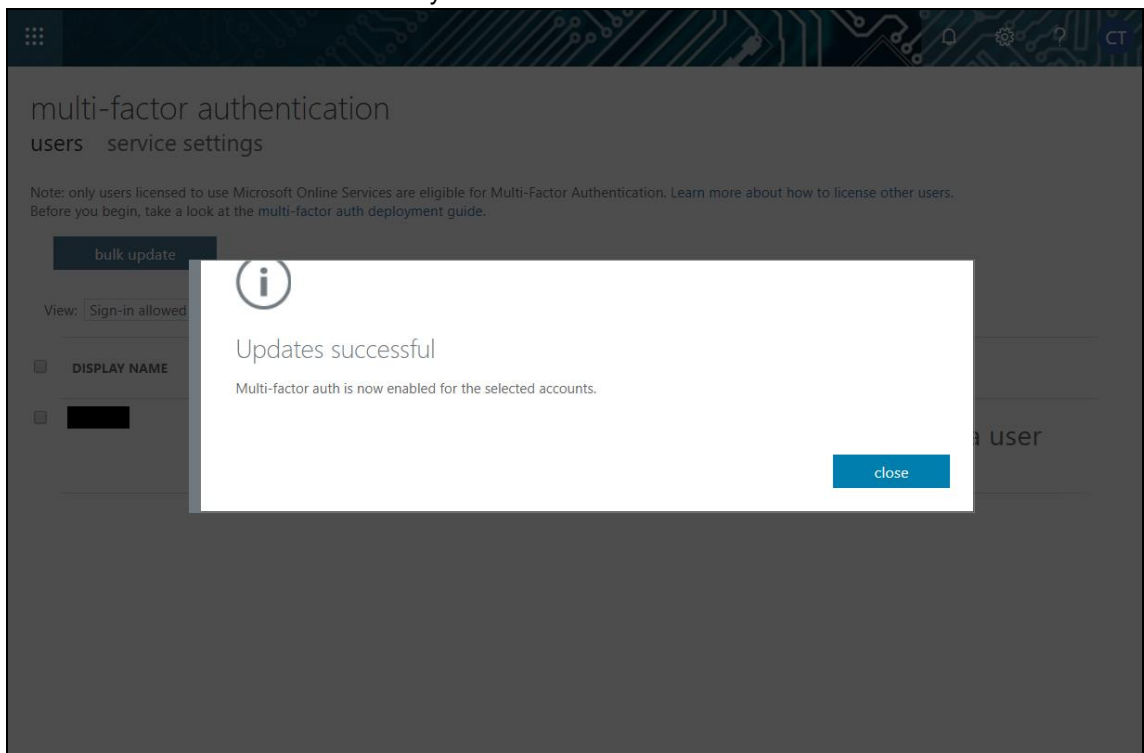 CT
multi-factor authentication
users service settings
Note: only users licensed to use Microsoft Online Services are eligible for Multi-Factor Authentication. Learn more about how to license other users.
Before you begin, take a look at the multi-factor auth deployment guide.
bulk update
View: Sign-in allowed
DISPLAY NAME
Updates successful
Multi-factor auth is now enabled for the selected accounts.
a user
close